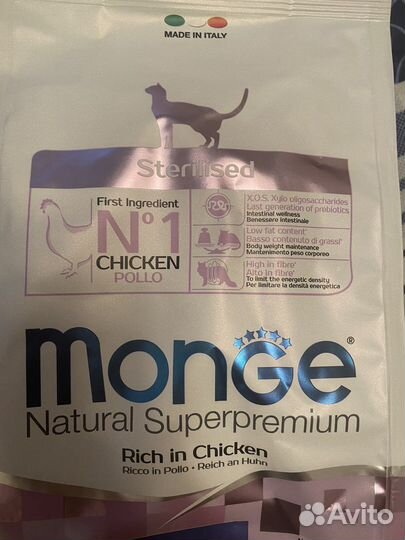 MADE IN ITALY
Sterilised
First Ingredient
Nº1
CHICKEN
POLLO
X.O.S. Xylo oligosaccharides
Last generation of prebiotics
Intestinal wellness
Benessere intestinale
Low fat content*
Basso contenuto di grassi*
Body weight maintenance
Mantenimento peso corporeo
High in fibre*
Alto in fibre*
To limit the energetic density
Per limitare la densità energetica
MONGE®
Natural Superpremium
Rich in Chicken
Ricco in Pollo • Reich an Huhn
Avito